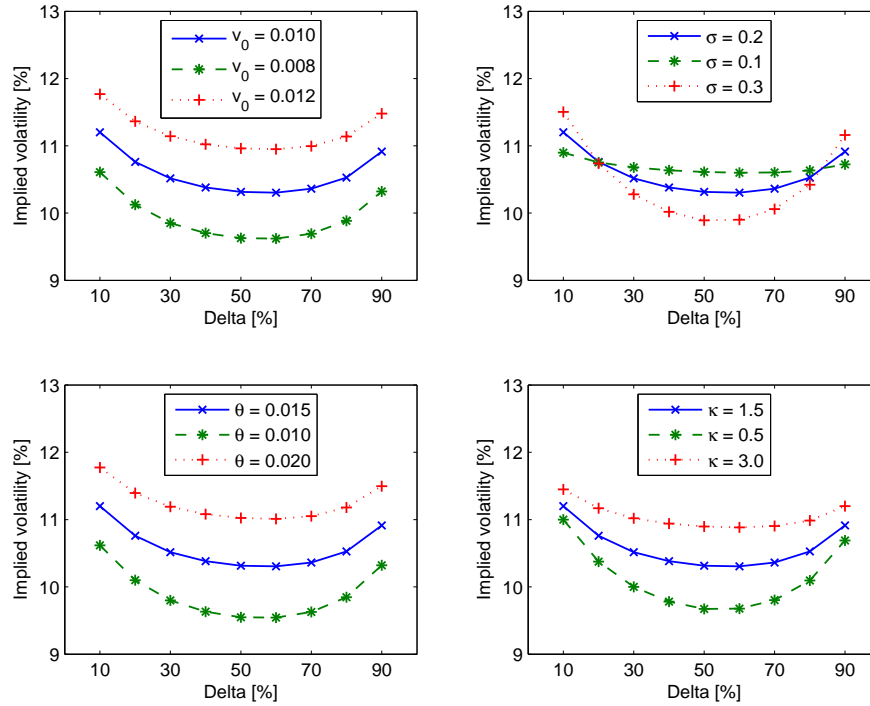 13
12
11
10
9
Implied volatility [%]
10 30 50 70 90
Delta [%]
v0 = 0.010
v0 = 0.008
v0 = 0.012
13
12
11
10
9
Implied volatility [%]
10 30 50 70 90
Delta [%]
σ = 0.2
σ = 0.1
σ = 0.3
13
12
11
10
9
Implied volatility [%]
10 30 50 70 90
Delta [%]
θ = 0.015
θ = 0.010
θ = 0.020
13
12
11
10
9
Implied volatility [%]
10 30 50 70 90
Delta [%]
κ = 1.5
κ = 0.5
κ = 3.0